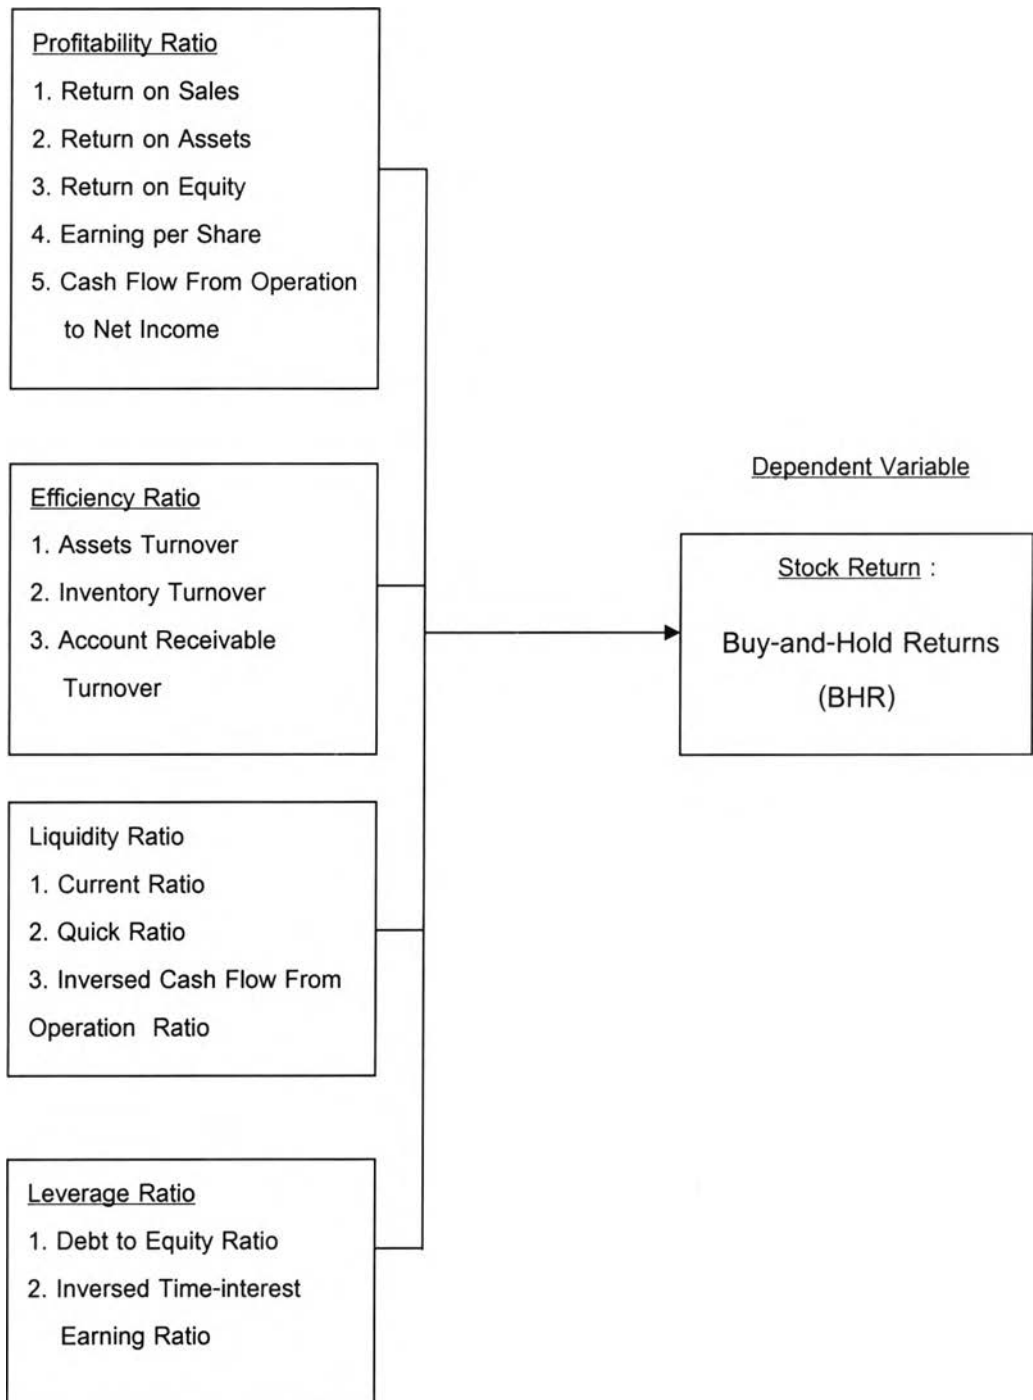 Profitability Ratio
1. Return on Sales
2. Return on Assets
3. Return on Equity
4. Earning per Share
5. Cash Flow From Operation
to Net Income
Efficiency Ratio
1. Assets Turnover
2. Inventory Turnover
3. Account Receivable
Turnover
Liquidity Ratio
1. Current Ratio
2. Quick Ratio
3. Inversed Cash Flow From
Operation Ratio
Leverage Ratio
1. Debt to Equity Ratio
2. Inversed Time-interest
Earning Ratio
Dependent Variable
Stock Return :
Buy-and-Hold Returns
(BHR)